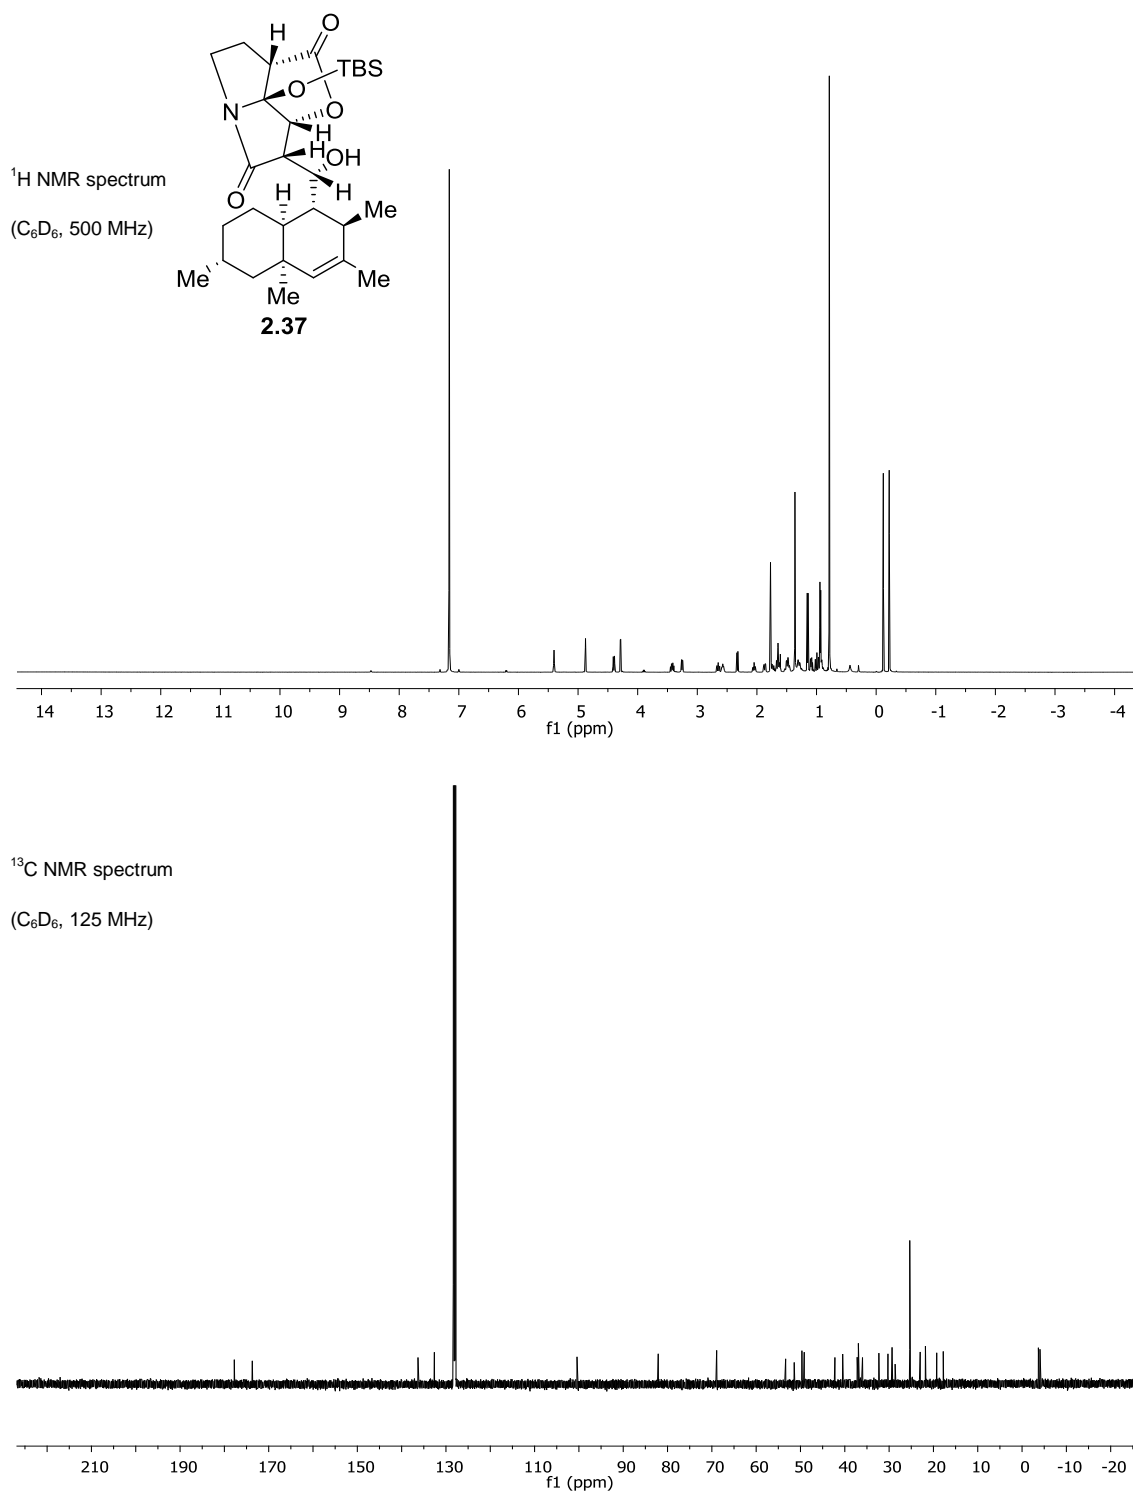 H
O
O
TBS
N
O
H
H
OH
O
H
H
Me
Me
Me
Me
2.37
¹H NMR spectrum
(C₆D₆, 500 MHz)
14 13 12 11 10 9 8 7 6 5 4 3 2 1 0 -1 -2 -3 -4
f1 (ppm)
¹³C NMR spectrum
(C₆D₆, 125 MHz)
210 190 170 150 130 110 90 80 70 60 50 40 30 20 10 0 -10 -20
f1 (ppm)